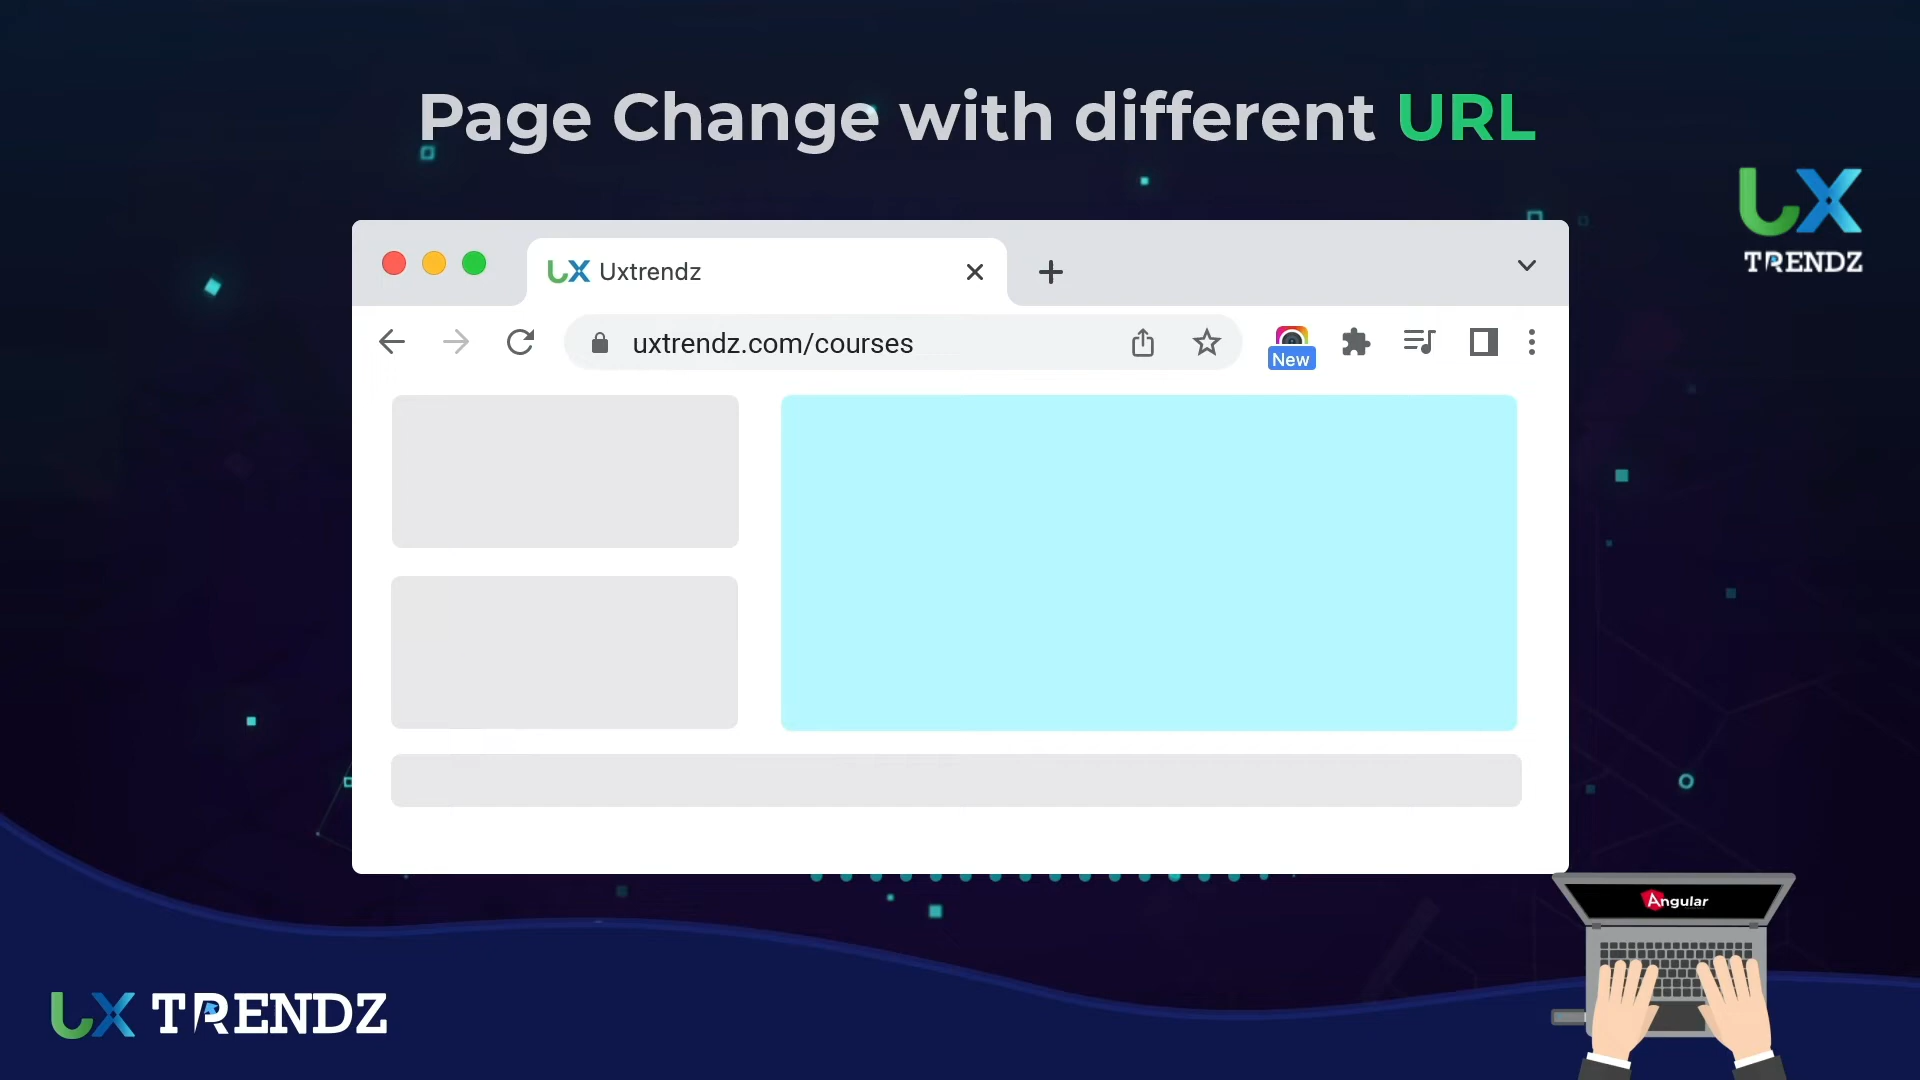 Page Change with different URL
UX
TRENDZ
UX Uxtrendz
uxtrendz.com/courses
New
Angular
UX TRENDZ